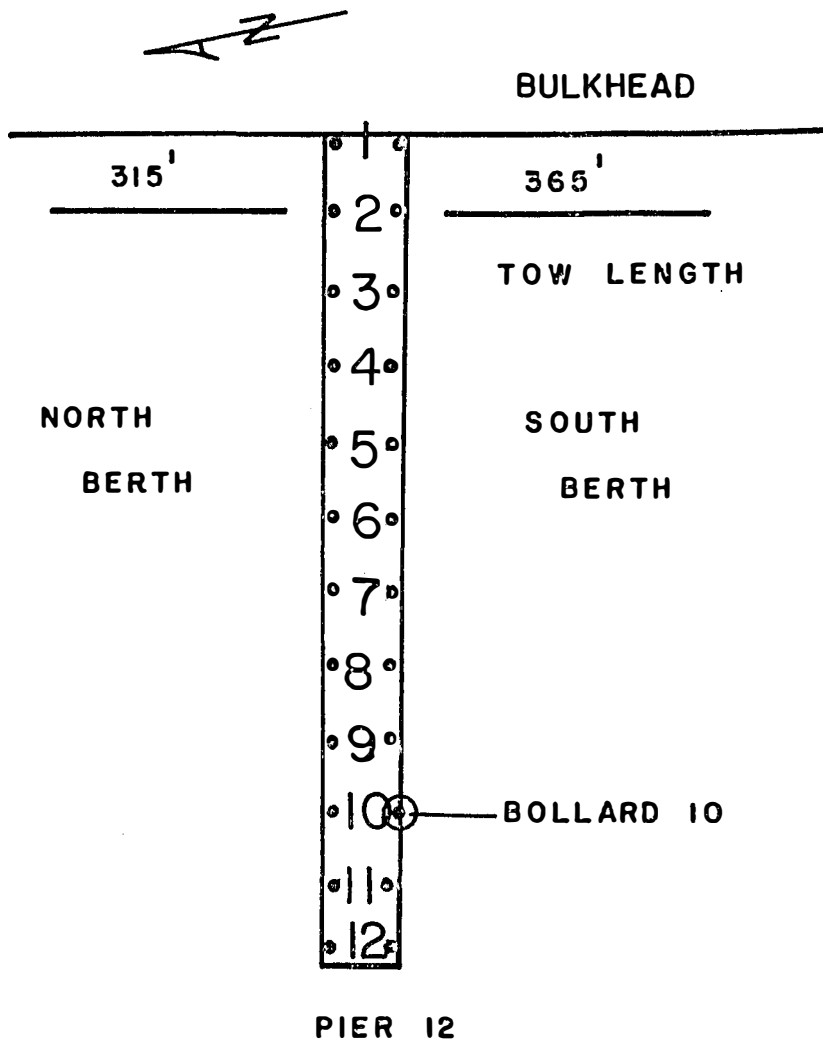 N
BULKHEAD
315'
365'
1
2
TOW LENGTH
3
4
NORTH
BERTH
SOUTH
BERTH
5
6
7
8
9
10
BOLLARD 10
11
12
PIER 12